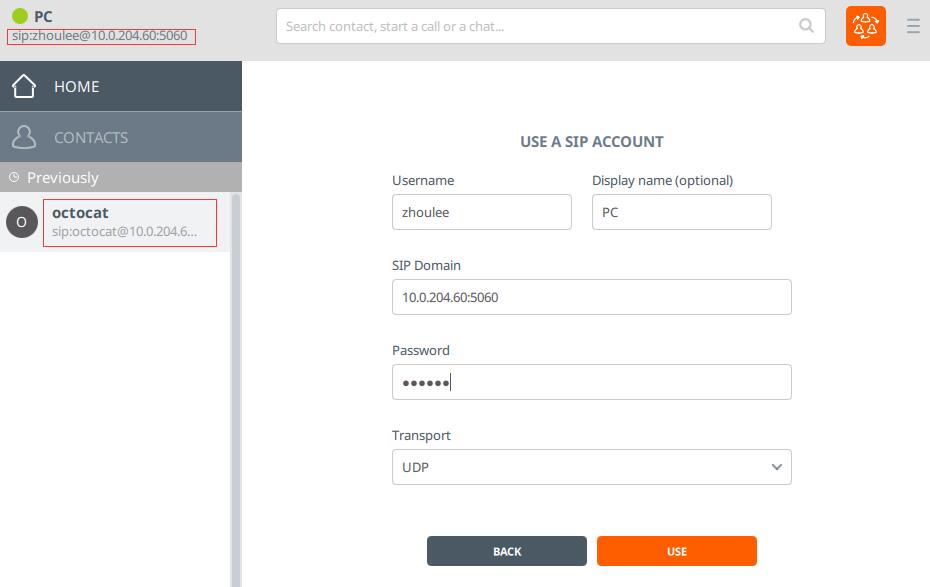 PC
sip:zhoulee@10.0.204.60:5060
Search contact, start a call or a chat...
HOME
CONTACTS
Previously
O
octocat
sip:octocat@10.0.204.6...
USE A SIP ACCOUNT
Username
Display name (optional)
zhoulee
PC
SIP Domain
10.0.204.60:5060
Password
••••••
Transport
UDP
BACK
USE